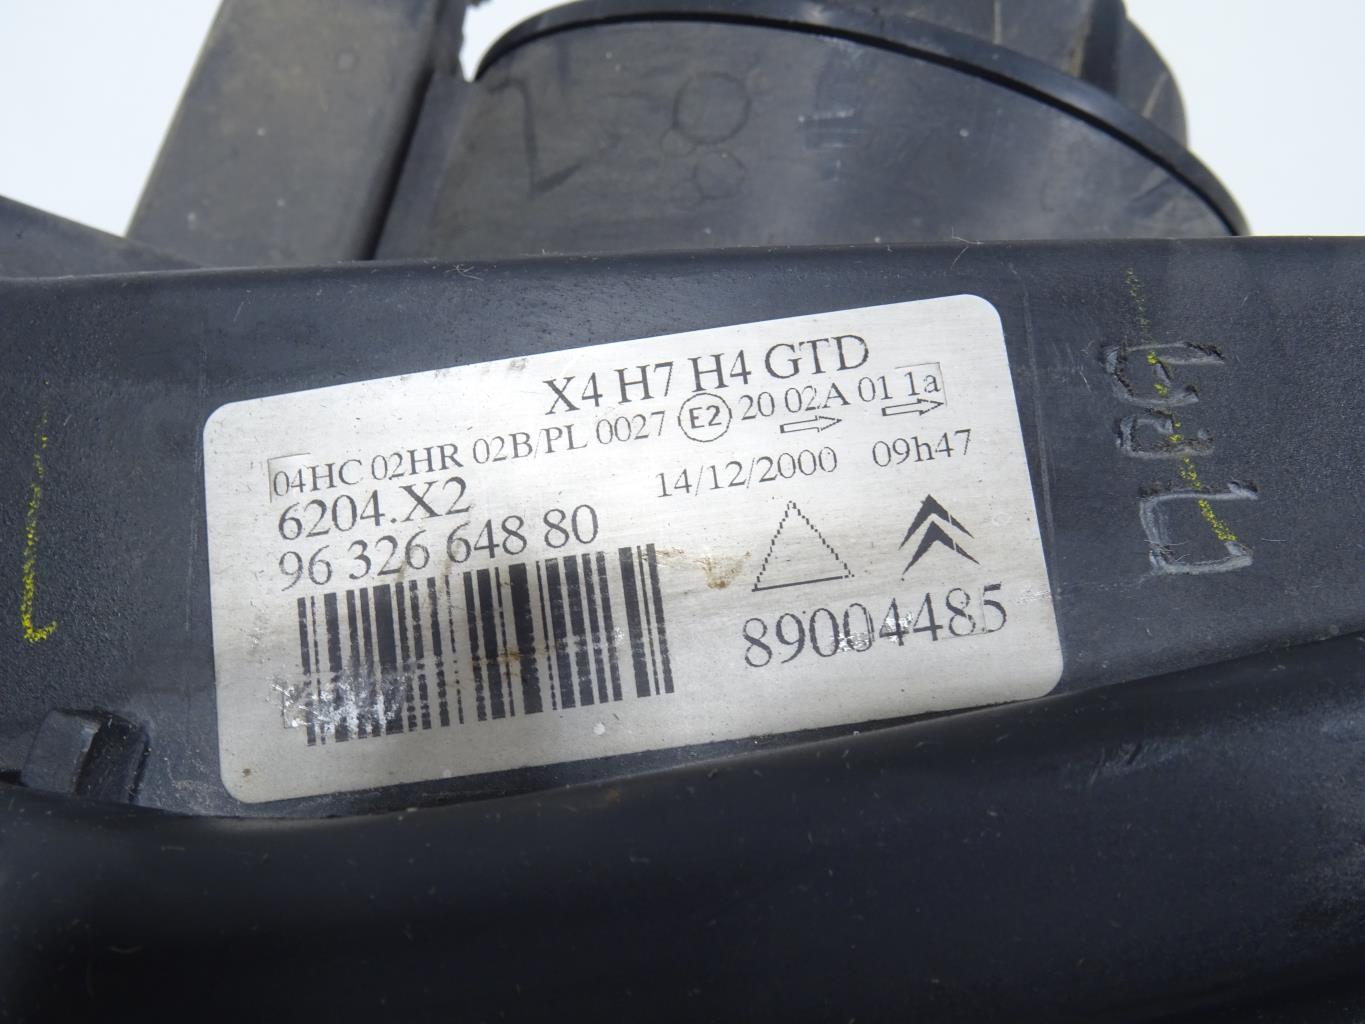 X4 H7 H4 GTD
04HC 02HR 02B/PL 0027 E2 20 02A 01 1a
6204.X2
14/12/2000 09h47
96 326 648 80
89004485